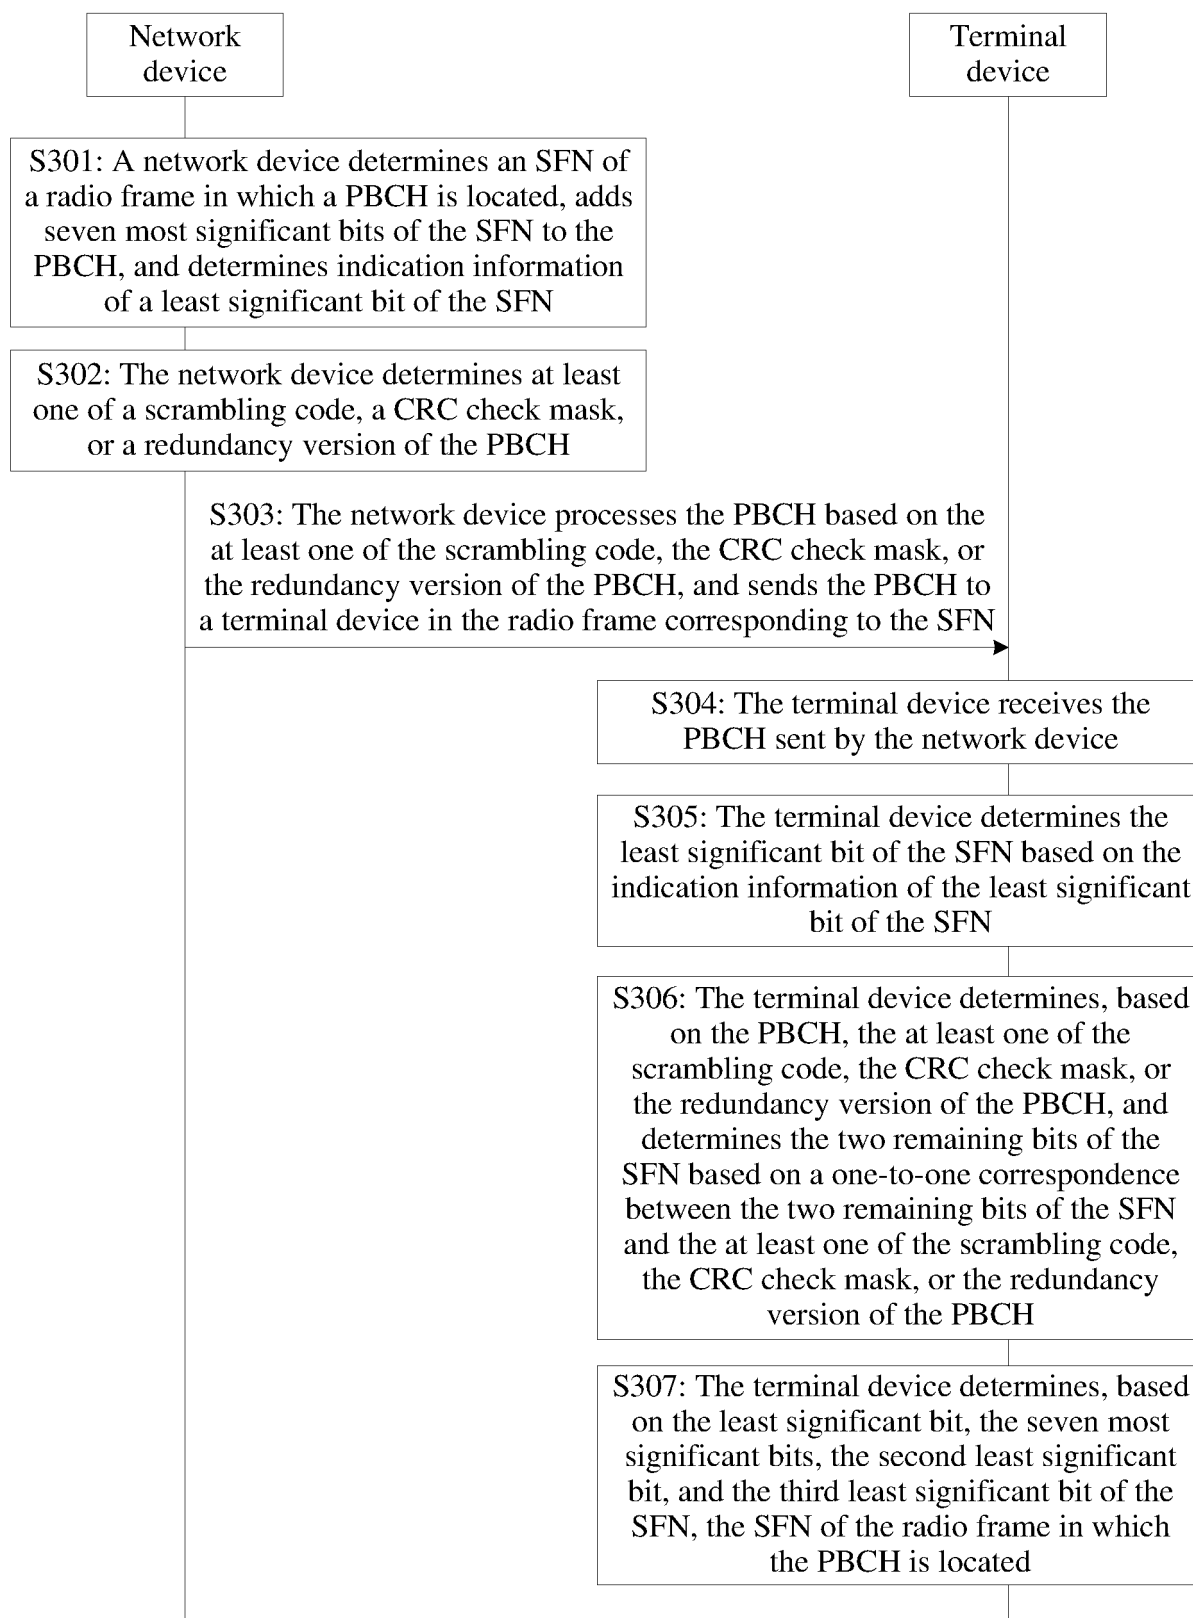 Network
device
Terminal
device
S301: A network device determines an SFN of
a radio frame in which a PBCH is located, adds
seven most significant bits of the SFN to the
PBCH, and determines indication information
of a least significant bit of the SFN
S302: The network device determines at least
one of a scrambling code, a CRC check mask,
or a redundancy version of the PBCH
S303: The network device processes the PBCH based on the
at least one of the scrambling code, the CRC check mask, or
the redundancy version of the PBCH, and sends the PBCH to
a terminal device in the radio frame corresponding to the SFN
S304: The terminal device receives the
PBCH sent by the network device
S305: The terminal device determines the
least significant bit of the SFN based on the
indication information of the least significant
bit of the SFN
S306: The terminal device determines, based
on the PBCH, the at least one of the
scrambling code, the CRC check mask, or
the redundancy version of the PBCH, and
determines the two remaining bits of the
SFN based on a one-to-one correspondence
between the two remaining bits of the SFN
and the at least one of the scrambling code,
the CRC check mask, or the redundancy
version of the PBCH
S307: The terminal device determines, based
on the least significant bit, the seven most
significant bits, the second least significant
bit, and the third least significant bit of the
SFN, the SFN of the radio frame in which
the PBCH is located